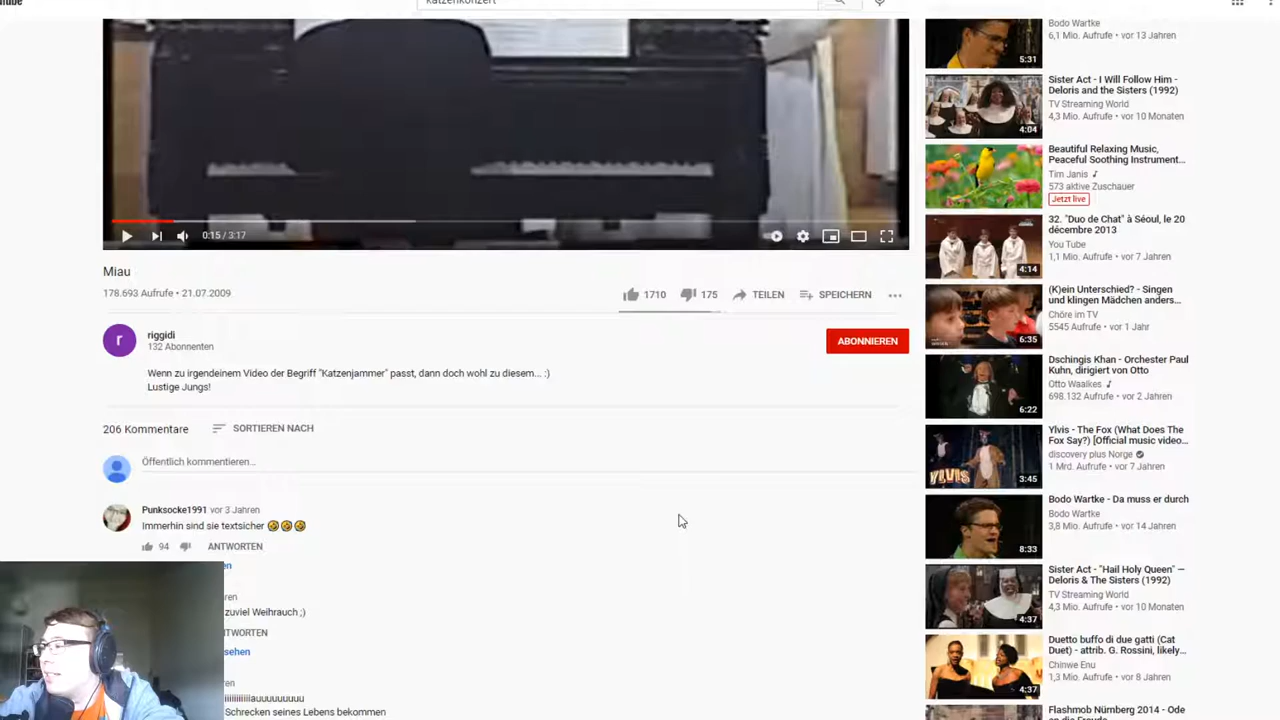 katzenkonzert
0:15 / 3:17
Miau
178.693 Aufrufe • 21.07.2009
1710
175
TEILEN
SPEICHERN
r
riggidi
132 Abonnenten
ABONNIEREN
Wenn zu irgendeinem Video der Begriff "Katzenjammer" passt, dann doch wohl zu diesem... :)
Lustige Jungs!
206 Kommentare
SORTIEREN NACH
Öffentlich kommentieren...
Punksocke1991 vor 3 Jahren
Immerhin sind sie textsicher 🤣🤣🤣
94
ANTWORTEN
zuviel Weihrauch ;)
NTWORTEN
sehen
Schrecken seines Lebens bekommen
Bodo Wartke
6,1 Mio. Aufrufe • vor 13 Jahren
5:31
Sister Act - I Will Follow Him -
Deloris and the Sisters (1992)
TV Streaming World
4,3 Mio. Aufrufe • vor 10 Monaten
4:04
Beautiful Relaxing Music,
Peaceful Soothing Instrument...
Tim Janis
573 aktive Zuschauer
Jetzt live
32. "Duo de Chat" à Séoul, le 20
décembre 2013
You Tube
1,1 Mio. Aufrufe • vor 7 Jahren
4:14
(K)ein Unterschied? - Singen
und klingen Mädchen anders...
Chöre im TV
5545 Aufrufe • vor 1 Jahr
6:35
Dschingis Khan - Orchester Paul
Kuhn, dirigiert von Otto
Otto Waalkes
698.132 Aufrufe • vor 2 Jahren
6:22
Ylvis - The Fox (What Does The
Fox Say?) [Official music video...
discovery plus Norge
1 Mrd. Aufrufe • vor 7 Jahren
YLVIS
3:45
Bodo Wartke - Da muss er durch
Bodo Wartke
3,8 Mio. Aufrufe • vor 14 Jahren
8:33
Sister Act - "Hail Holy Queen" —
Deloris & The Sisters (1992)
TV Streaming World
4,3 Mio. Aufrufe • vor 10 Monaten
4:37
Duetto buffo di due gatti (Cat
Duet) - attrib. G. Rossini, likely...
Chinwe Enu
1,3 Mio. Aufrufe • vor 8 Jahren
4:37
Flashmob Nürnberg 2014 - Ode
an die Freude